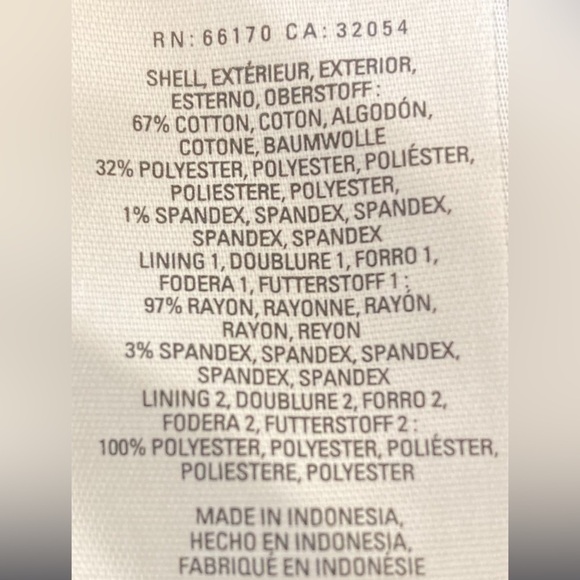 RN: 66170 CA: 32054
SHELL, EXTÉRIEUR, EXTERIOR,
ESTERNO, OBERSTOFF:
67% COTTON, COTON, ALGODÓN,
COTONE, BAUMWOLLE
32% POLYESTER, POLYESTER, POLIÉSTER,
POLIESTERE, POLYESTER,
1% SPANDEX, SPANDEX, SPANDEX,
SPANDEX, SPANDEX
LINING 1, DOUBLURE 1, FORRO 1,
FODERA 1, FUTTERSTOFF 1:
97% RAYON, RAYONNE, RAYÓN,
RAYON, REYON
3% SPANDEX, SPANDEX, SPANDEX,
SPANDEX, SPANDEX
LINING 2, DOUBLURE 2, FORRO 2,
FODERA 2, FUTTERSTOFF 2:
100% POLYESTER, POLYESTER, POLIÉSTER,
POLIESTERE, POLYESTER
MADE IN INDONESIA,
HECHO EN INDONESIA,
FABRIQUÉ EN INDONÉSIE